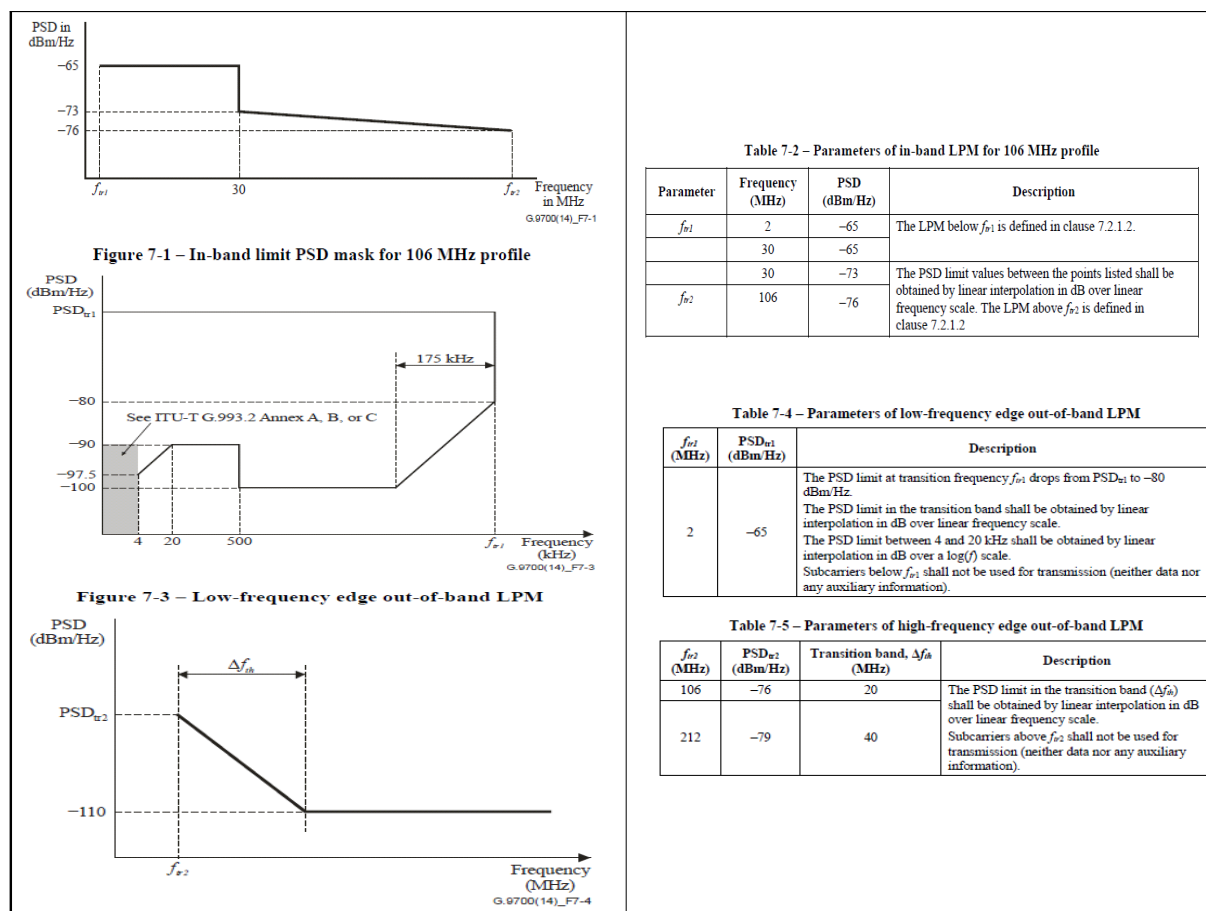 PSD in
dBm/Hz
−65
−73
−76
ftr1
30
ftr2
Frequency
in MHz
G.9700(14)_F7-1
Figure 7-1 – In-band limit PSD mask for 106 MHz profile
PSD
(dBm/Hz)
PSDtr1
175 kHz
−80
See ITU-T G.993.2 Annex A, B, or C
−90
−97.5
−100
4
20
500
ftr1
Frequency
(kHz)
G.9700(14)_F7-3
Figure 7-3 – Low-frequency edge out-of-band LPM
PSD
(dBm/Hz)
Δfth
PSDtr2
−110
ftr2
Frequency
(MHz)
G.9700(14)_F7-4
Table 7-2 – Parameters of in-band LPM for 106 MHz profile
Parameter
Frequency
(MHz)
PSD
(dBm/Hz)
Description
ftr1
2
−65
The LPM below ftr1 is defined in clause 7.2.1.2.
30
−65
30
−73
ftr2
106
−76
The PSD limit values between the points listed shall be
obtained by linear interpolation in dB over linear
frequency scale. The LPM above ftr2 is defined in
clause 7.2.1.2
Table 7-4 – Parameters of low-frequency edge out-of-band LPM
ftr1
(MHz)
PSDtr1
(dBm/Hz)
Description
2
−65
The PSD limit at transition frequency ftr1 drops from PSDtr1 to −80
dBm/Hz.
The PSD limit in the transition band shall be obtained by linear
interpolation in dB over linear frequency scale.
The PSD limit between 4 and 20 kHz shall be obtained by linear
interpolation in dB over a log(f) scale.
Subcarriers below ftr1 shall not be used for transmission (neither data nor
any auxiliary information).
Table 7-5 – Parameters of high-frequency edge out-of-band LPM
ftr2
(MHz)
PSDtr2
(dBm/Hz)
Transition band, Δfth
(MHz)
Description
106
−76
20
212
−79
40
The PSD limit in the transition band (Δfth)
shall be obtained by linear interpolation in dB
over linear frequency scale.
Subcarriers above ftr2 shall not be used for
transmission (neither data nor any auxiliary
information).